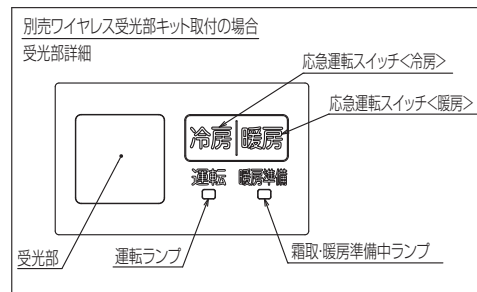 別売ワイヤレス受光部キット取付の場合
受光部詳細
応急運転スイッチ<冷房>
応急運転スイッチ<暖房>
冷房 暖房
運転 暖房準備
受光部
運転ランプ
霜取・暖房準備中ランプ